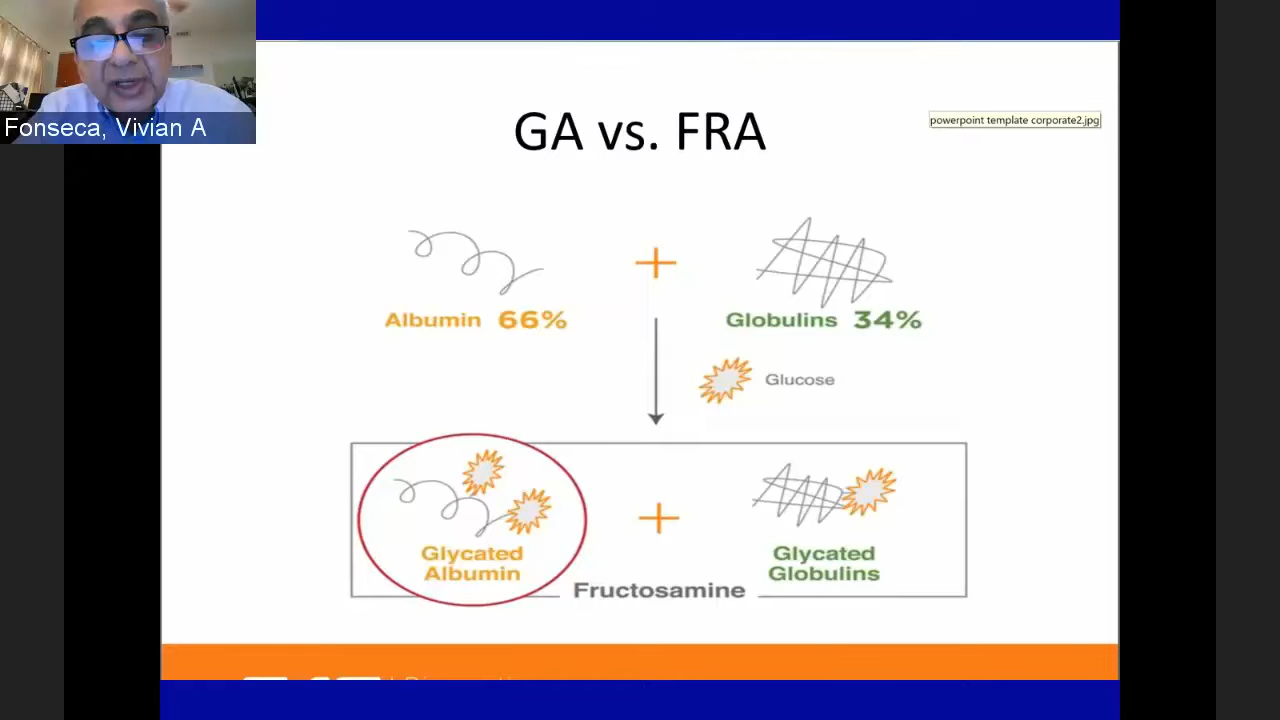 Fonseca, Vivian A
GA vs. FRA
powerpoint template corporate2.jpg
Albumin 66%
+
Globulins 34%
Glucose
+
Glycated
Albumin
Glycated
Globulins
Fructosamine